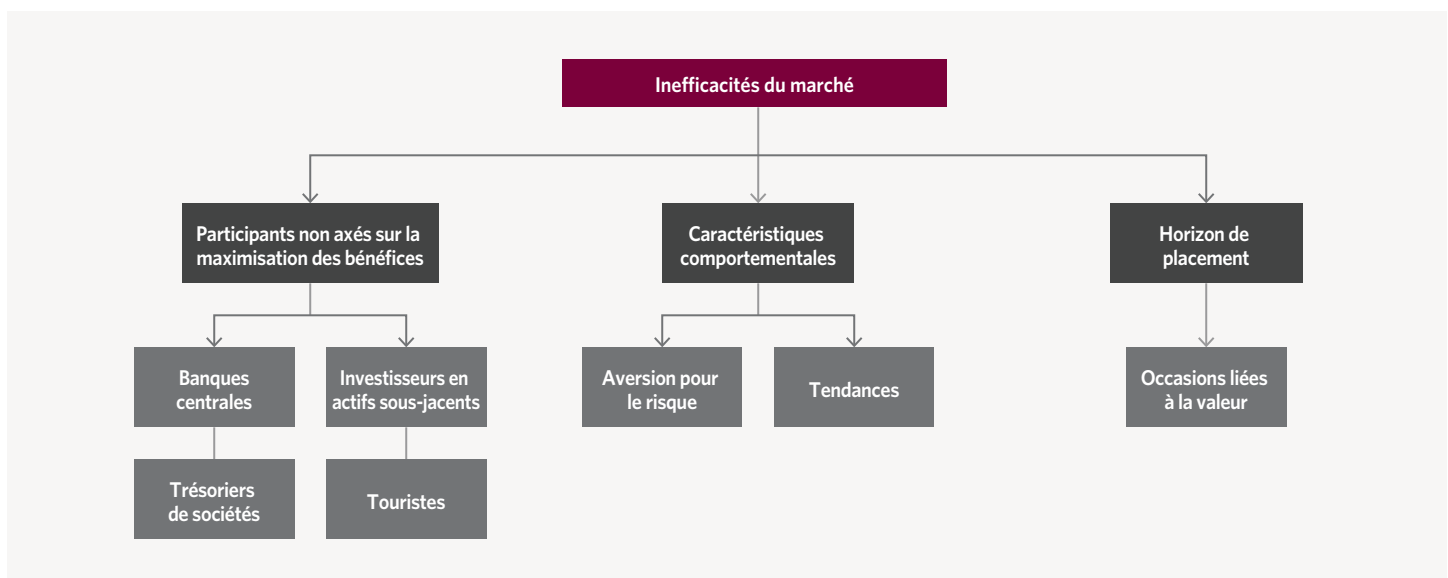 Inefficacités du marché
Participants non axés sur la
maximisation des bénéfices
Caractéristiques
comportementales
Horizon de
placement
Banques
centrales
Investisseurs en
actifs sous-jacents
Aversion pour
le risque
Tendances
Occasions liées
à la valeur
Trésoriers
de sociétés
Touristes